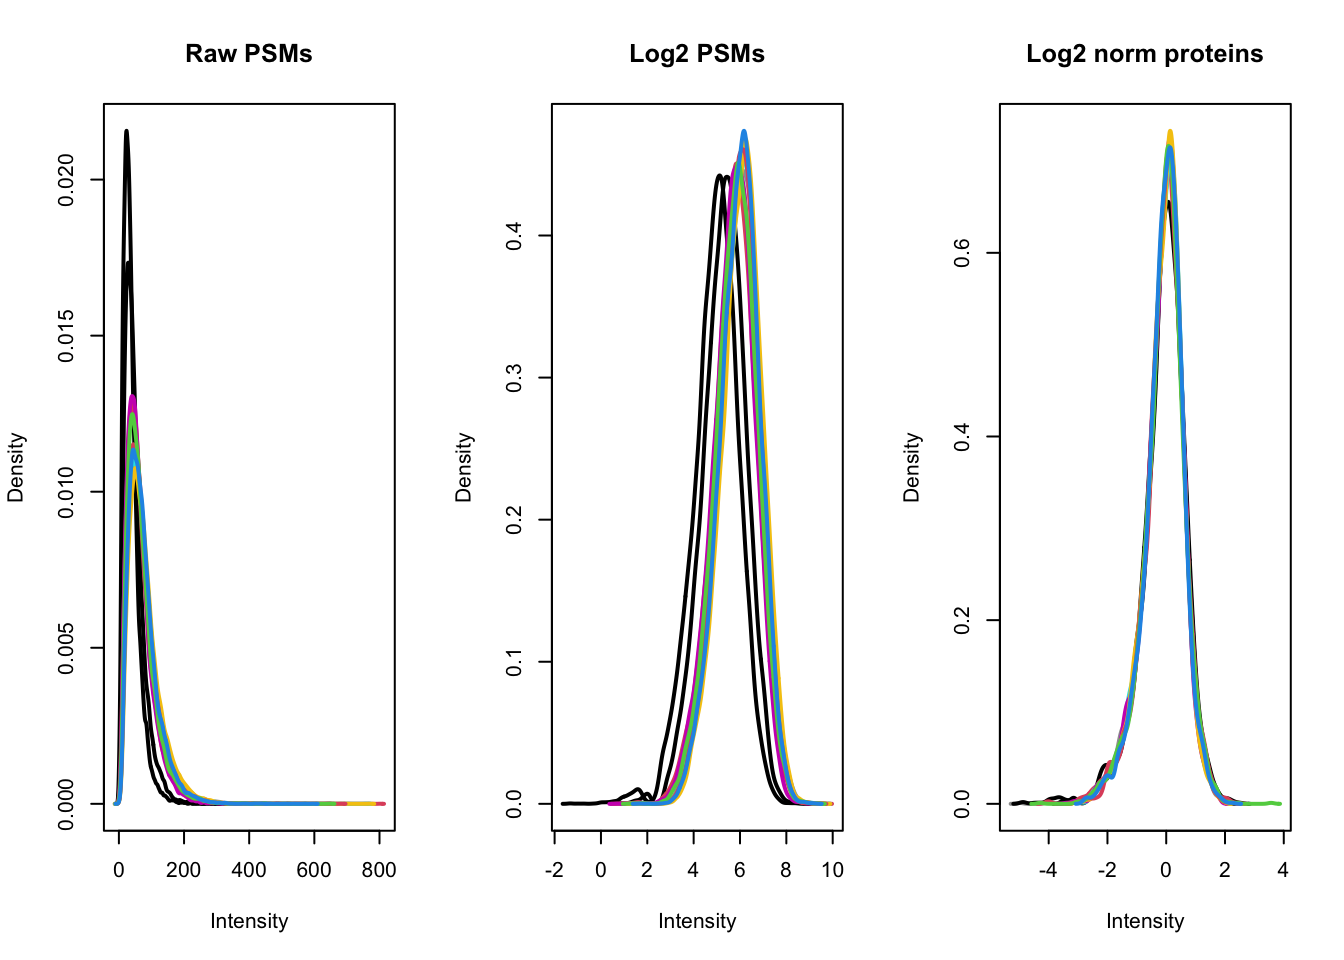 Raw PSMs
Density
0.000 0.005 0.010 0.015 0.020
0 200 400 600 800
Intensity
Log2 PSMs
Density
0.0 0.1 0.2 0.3 0.4
-2 0 2 4 6 8 10
Intensity
Log2 norm proteins
Density
0.0 0.2 0.4 0.6
-4 -2 0 2 4
Intensity